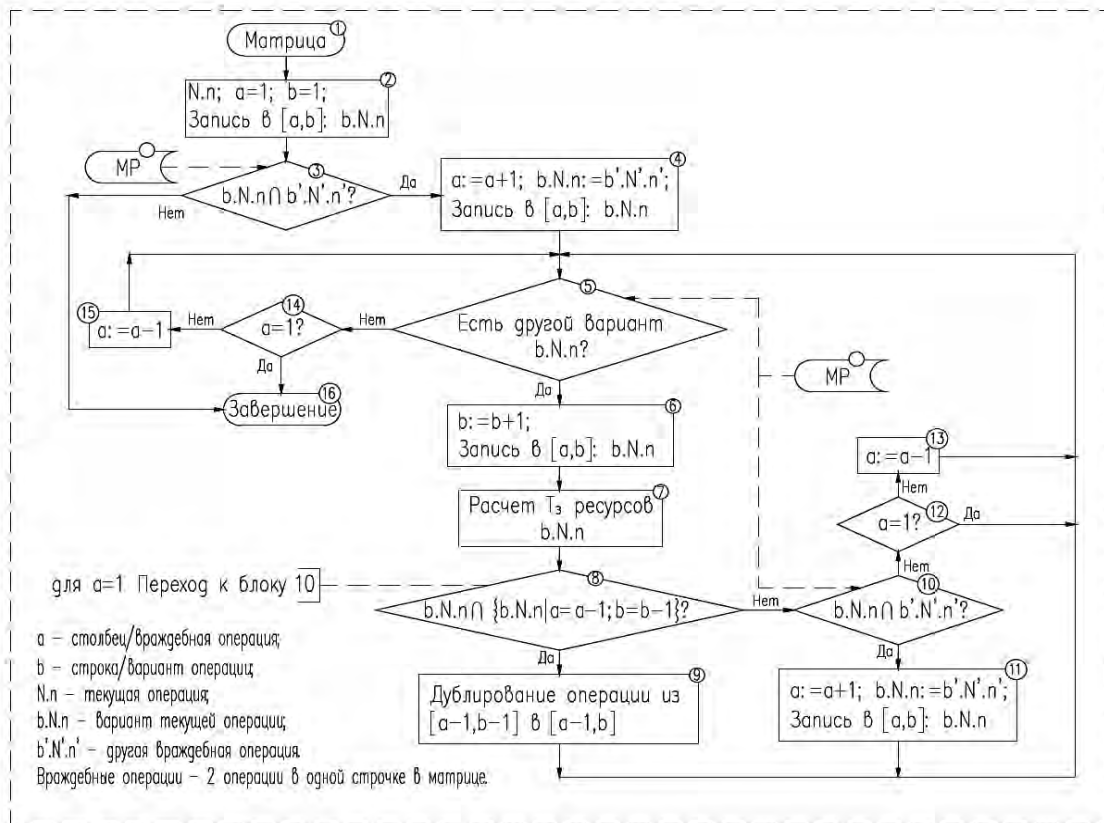 Матрица 1
2
N.n; a=1; b=1;
Запись в [a,b]: b.N.n
МР
3
b.N.n∩b'.N'.n'?
Да
Нет
4
a:=a+1; b.N.n:=b'.N'.n';
Запись в [a,b]: b.N.n
5
Есть другой вариант
b.N.n?
Нет
Да
14
a=1?
Нет
Да
15
a:=a-1
16
Завершение
МР
6
b:=b+1;
Запись в [a,b]: b.N.n
7
Расчет Tз ресурсов
b.N.n
13
a:=a-1
Нет
12
a=1?
Да
Нет
для a=1 Переход к блоку 10
8
b.N.n∩{b.N.n|a=a-1;b=b-1}?
Нет
Да
10
b.N.n∩b'.N'.n'?
Да
9
Дублирование операции из
[a-1,b-1] в [a-1,b]
11
a:=a+1; b.N.n:=b'.N'.n';
Запись в [a,b]: b.N.n
a – столбец/враждебная операция;
b – строка/вариант операции;
N.n – текущая операция;
b.N.n – вариант текущей операции;
b'.N'.n' – другая враждебная операция.
Враждебные операции – 2 операции в одной строчке в матрице.